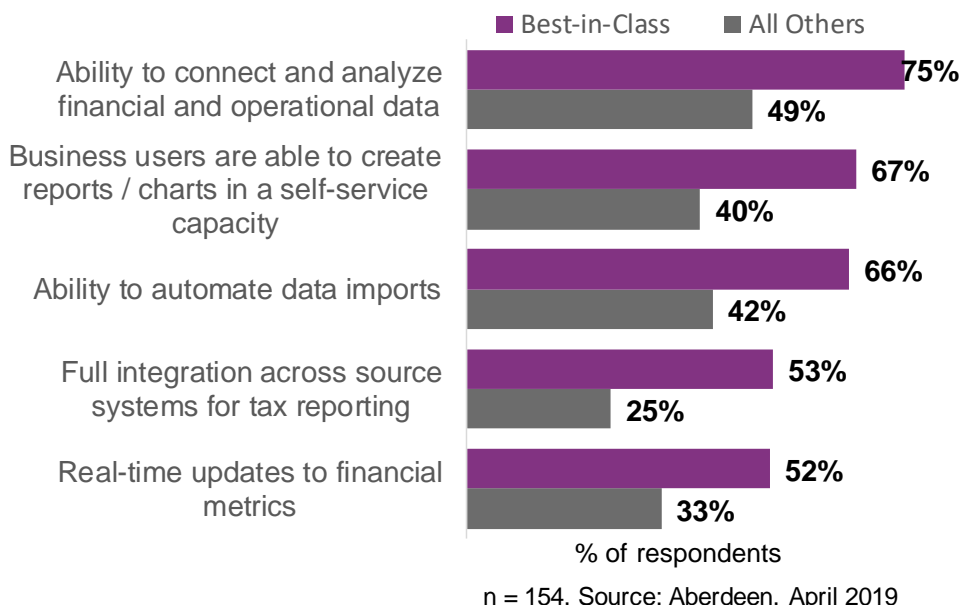 Best-in-Class All Others
Ability to connect and analyze
financial and operational data
75%
49%
Business users are able to create
reports / charts in a self-service
capacity
67%
40%
Ability to automate data imports
66%
42%
Full integration across source
systems for tax reporting
53%
25%
Real-time updates to financial
metrics
52%
33%
% of respondents
n = 154, Source: Aberdeen, April 2019